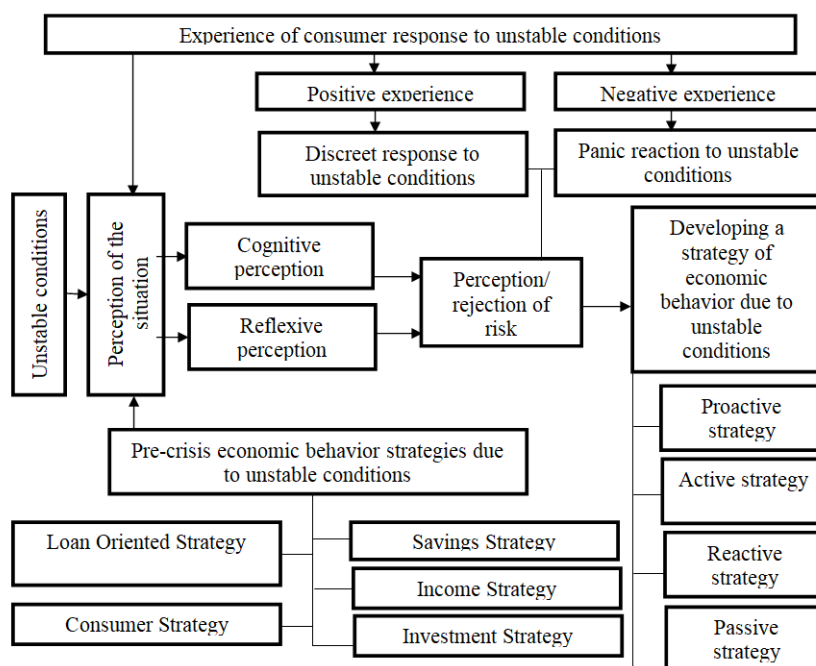 Experience of consumer response to unstable conditions
Positive experience
Negative experience
Discreet response to
unstable conditions
Panic reaction to unstable
conditions
Unstable conditions
Perception of the
situation
Cognitive
perception
Reflexive
perception
Perception/
rejection of
risk
Developing a
strategy of
economic
behavior due to
unstable
conditions
Pre-crisis economic behavior strategies due
to unstable conditions
Loan Oriented Strategy
Savings Strategy
Income Strategy
Consumer Strategy
Investment Strategy
Proactive
strategy
Active strategy
Reactive
strategy
Passive
strategy